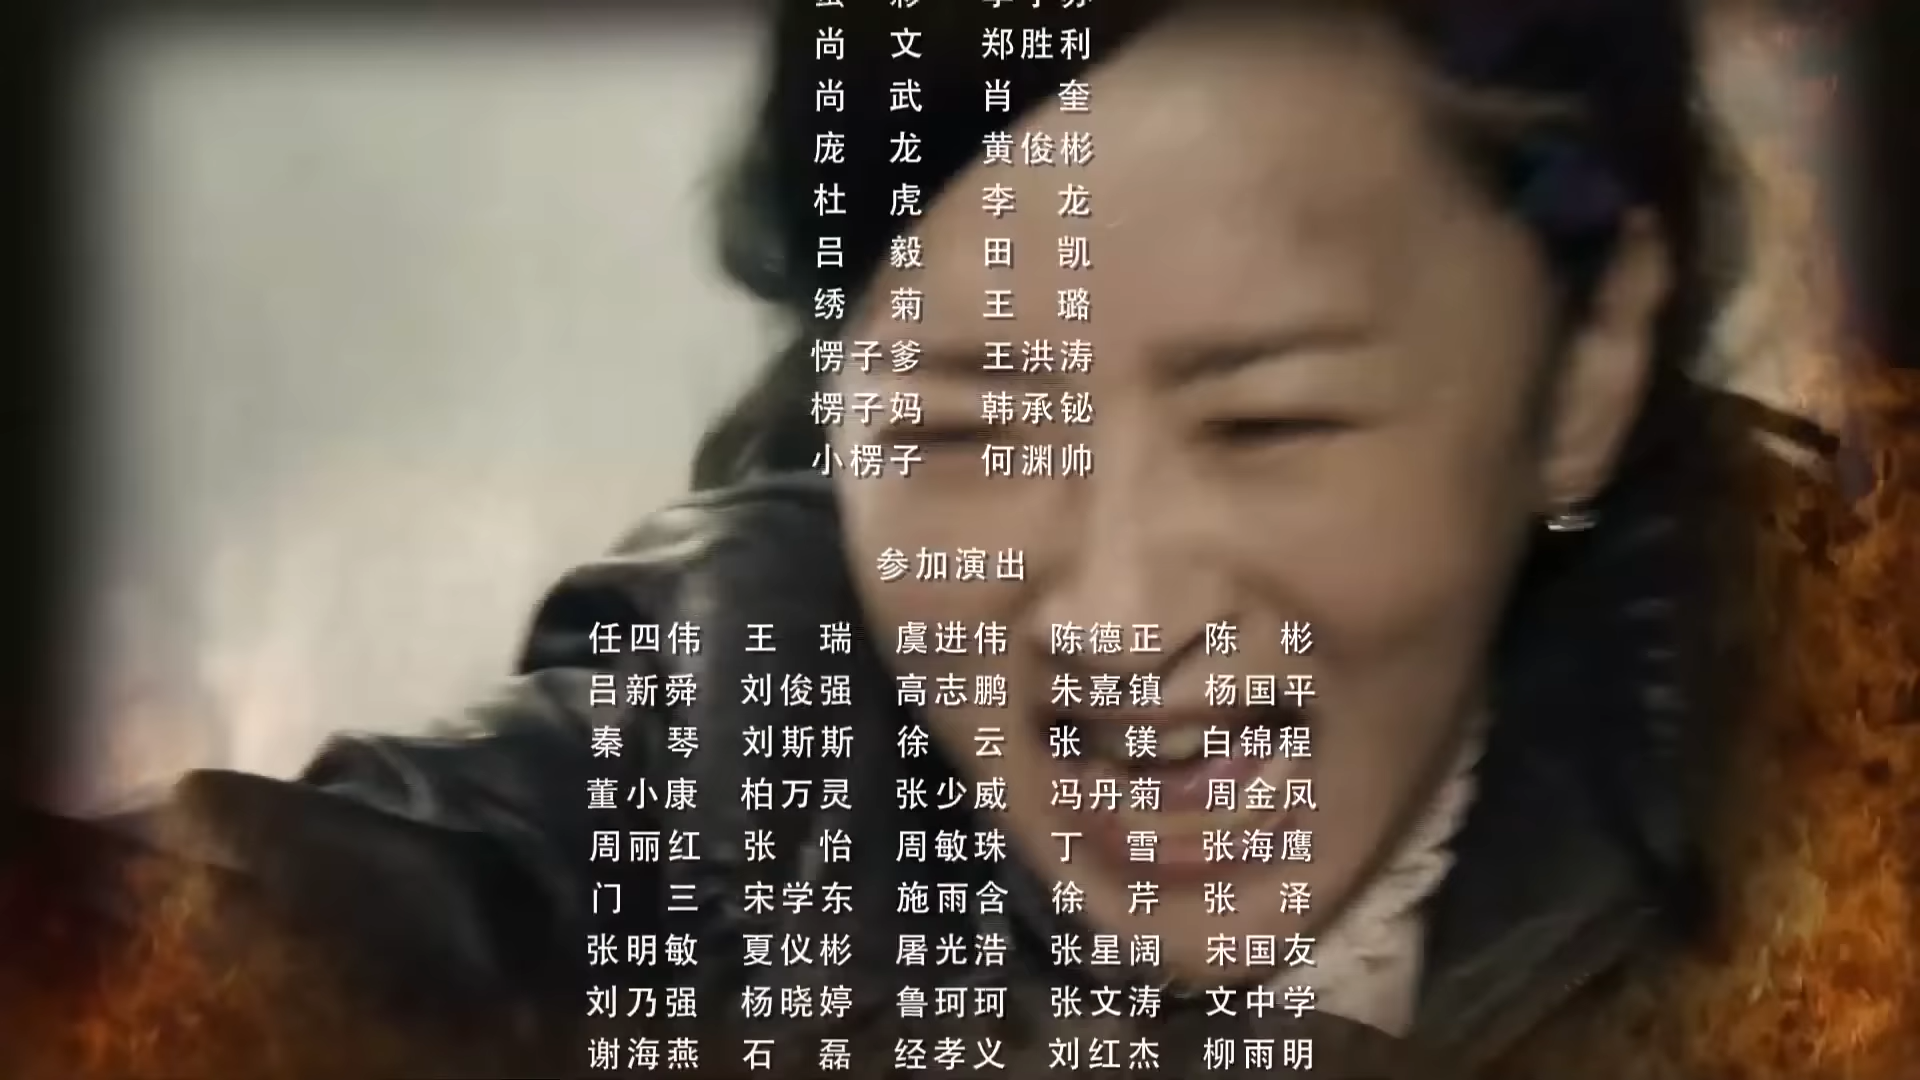 尚 文 郑胜利
尚 武 肖 奎
庞 龙 黄俊彬
杜 虎 李 龙
吕 毅 田 凯
绣 菊 王 璐
愣子爹 王洪涛
楞子妈 韩承铋
小楞子 何渊帅
参加演出
任四伟 王 瑞 虞进伟 陈德正 陈 彬
吕新舜 刘俊强 高志鹏 朱嘉镇 杨国平
秦 琴 刘斯斯 徐 云 张 镁 白锦程
董小康 柏万灵 张少威 冯丹菊 周金凤
周丽红 张 怡 周敏珠 丁 雪 张海鹰
门 三 宋学东 施雨含 徐 芹 张 泽
张明敏 夏仪彬 屠光浩 张星阔 宋国友
刘乃强 杨晓婷 鲁珂珂 张文涛 文中学
谢海燕 石 磊 经孝义 刘红杰 柳雨明